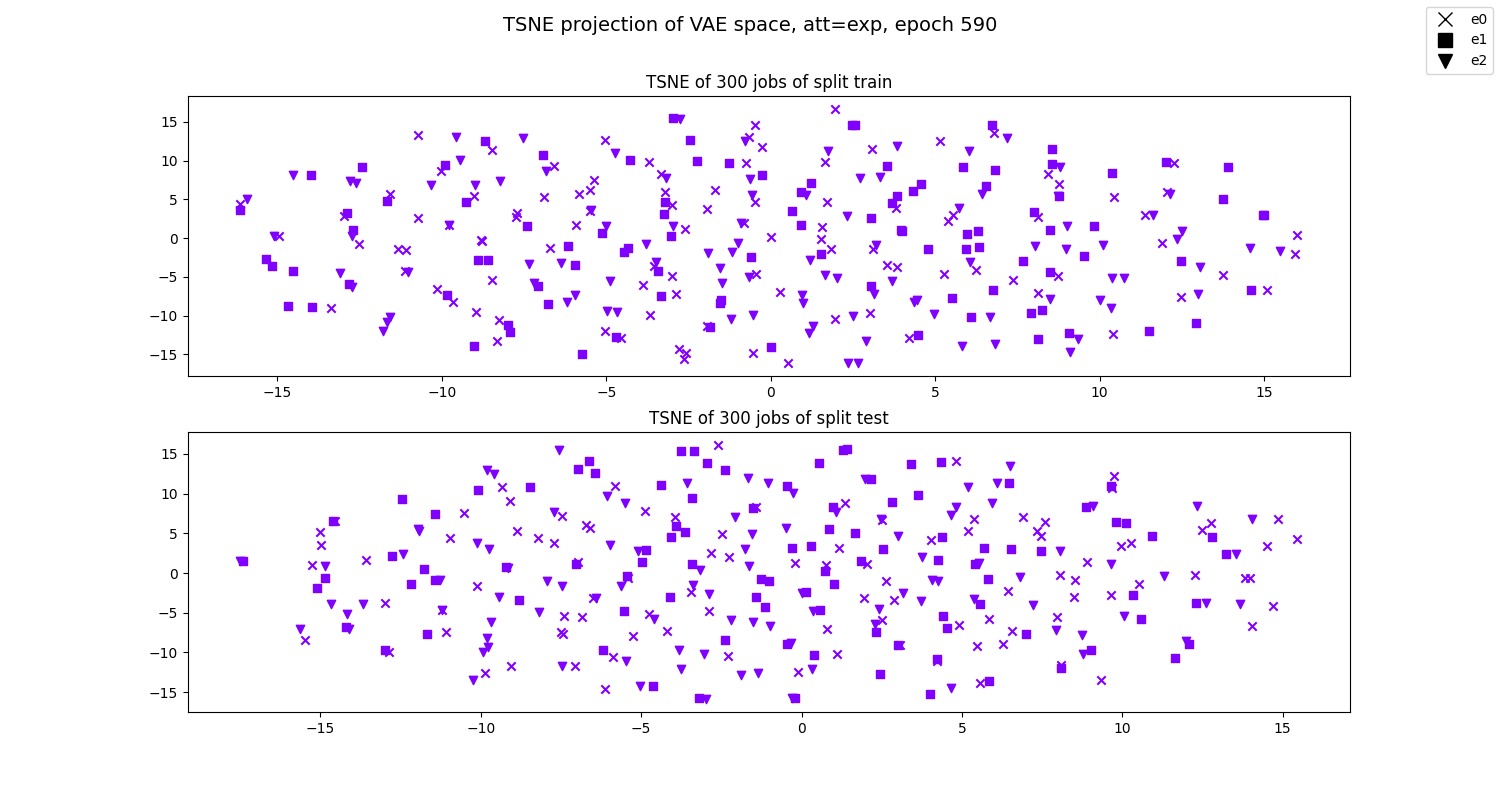 TSNE projection of VAE space, att=exp, epoch 590
e0
e1
e2
TSNE of 300 jobs of split train
15
10
5
0
−5
−10
−15
−15 −10 −5 0 5 10 15
TSNE of 300 jobs of split test
15
10
5
0
−5
−10
−15
−15 −10 −5 0 5 10 15